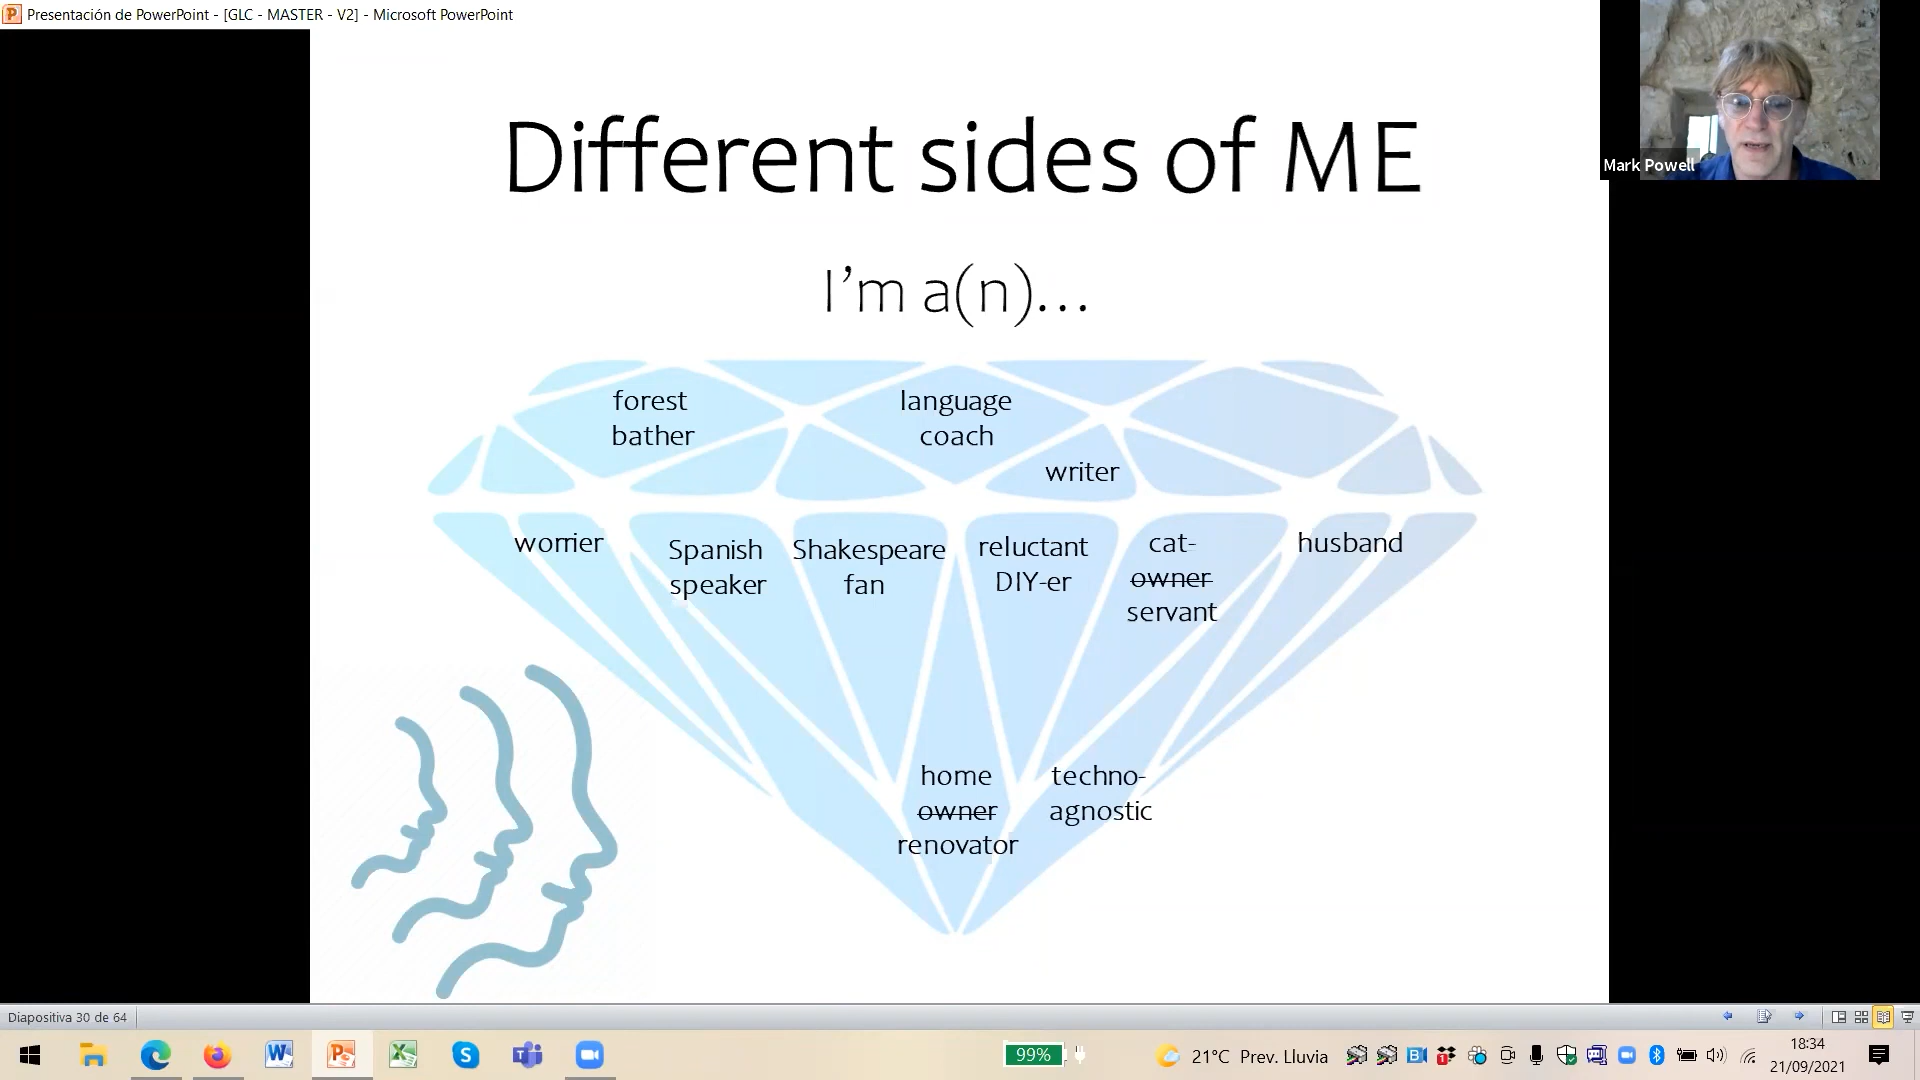 Presentación de PowerPoint - [GLC - MASTER - V2] - Microsoft PowerPoint
Mark Powell
Different sides of ME
I'm a(n)...
forest
bather
language
coach
writer
worrier
Spanish
speaker
Shakespeare
fan
reluctant
DIY-er
cat-
owner
servant
husband
home
owner
renovator
techno-
agnostic
Diapositiva 30 de 64
99%
21°C Prev. Lluvia
18:34
21/09/2021